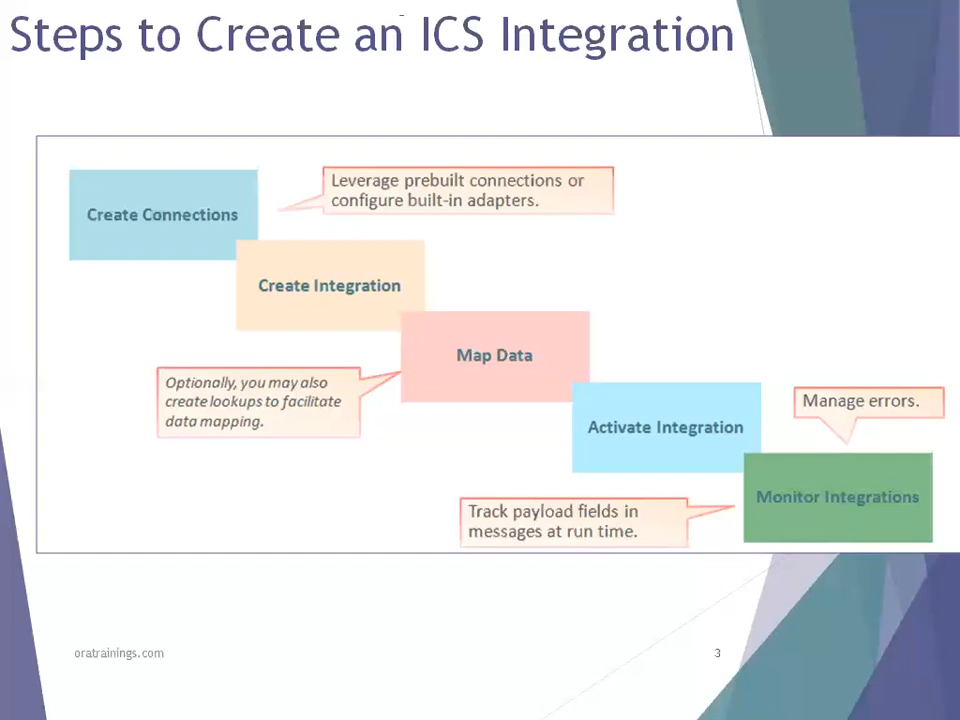 Steps to Create an ICS Integration
Leverage prebuilt connections or
configure built-in adapters.
Create Connections
Create Integration
Map Data
Optionally, you may also
create lookups to facilitate
data mapping.
Activate Integration
Manage errors.
Monitor Integrations
Track payload fields in
messages at run time.
oratrainings.com
3